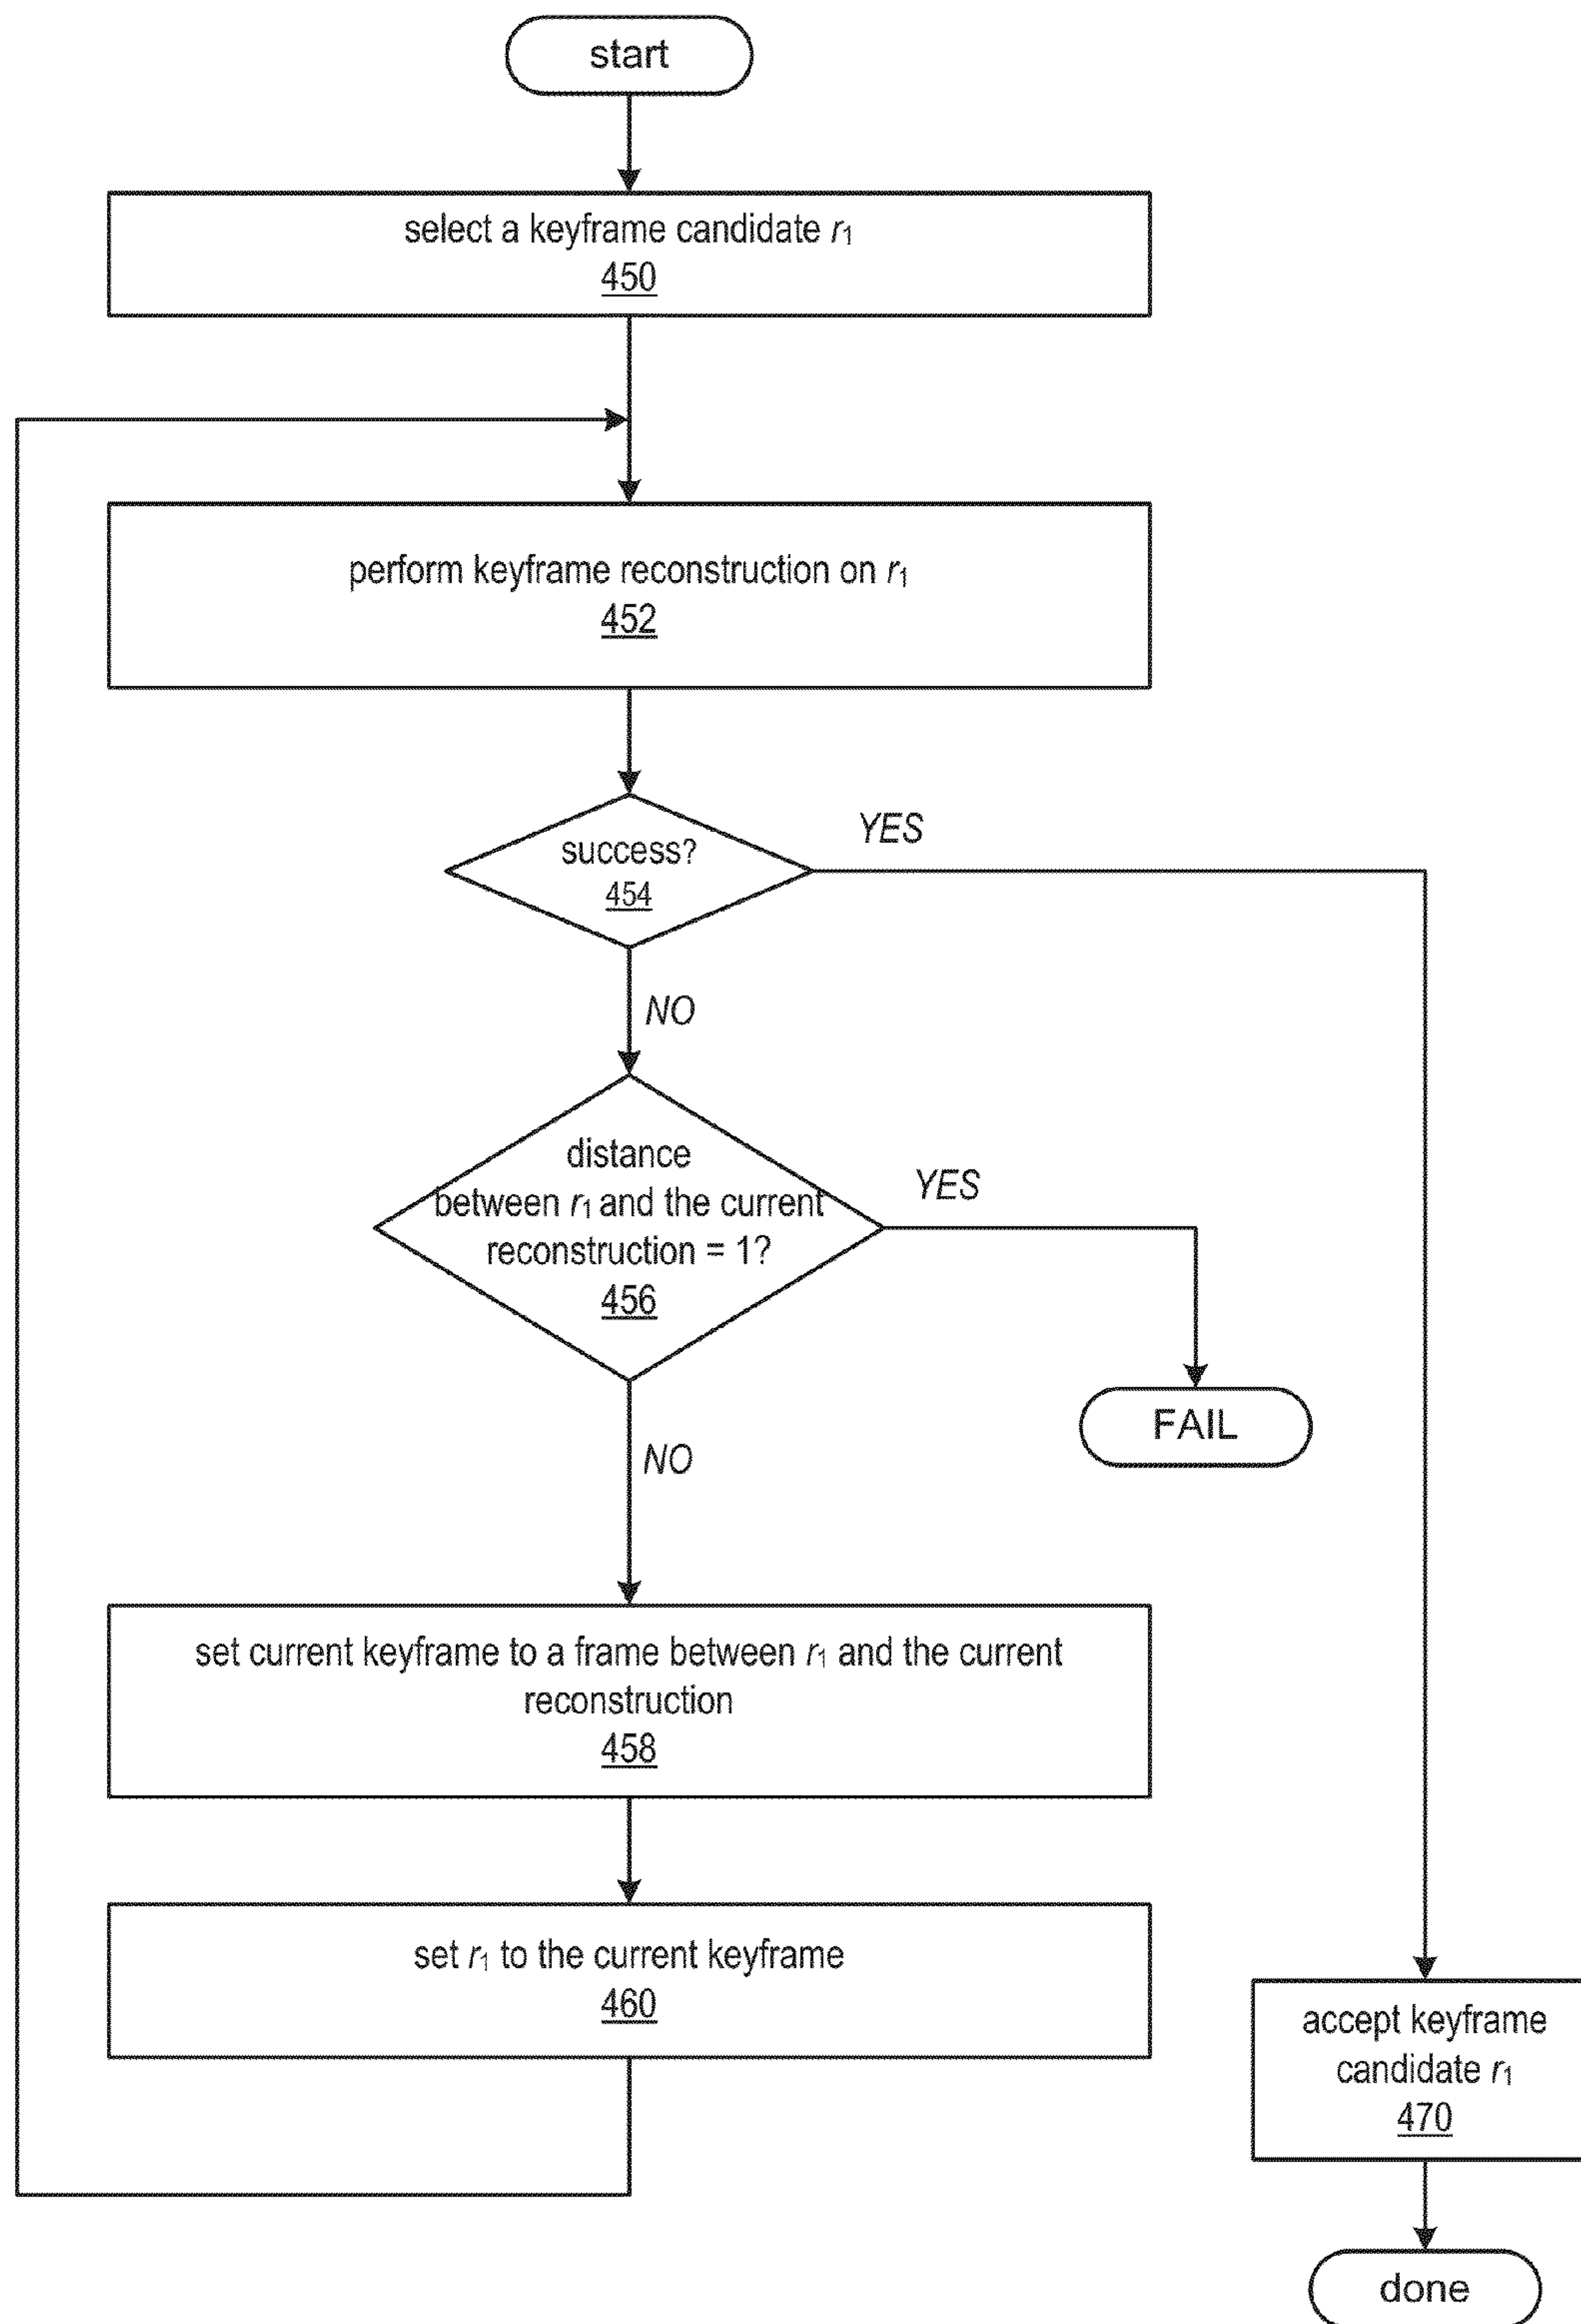 start
select a keyframe candidate r1
450
perform keyframe reconstruction on r1
452
success?
454
YES
NO
distance
between r1 and the current
reconstruction = 1?
456
YES
FAIL
NO
set current keyframe to a frame between r1 and the current
reconstruction
458
set r1 to the current keyframe
460
accept keyframe
candidate r1
470
done